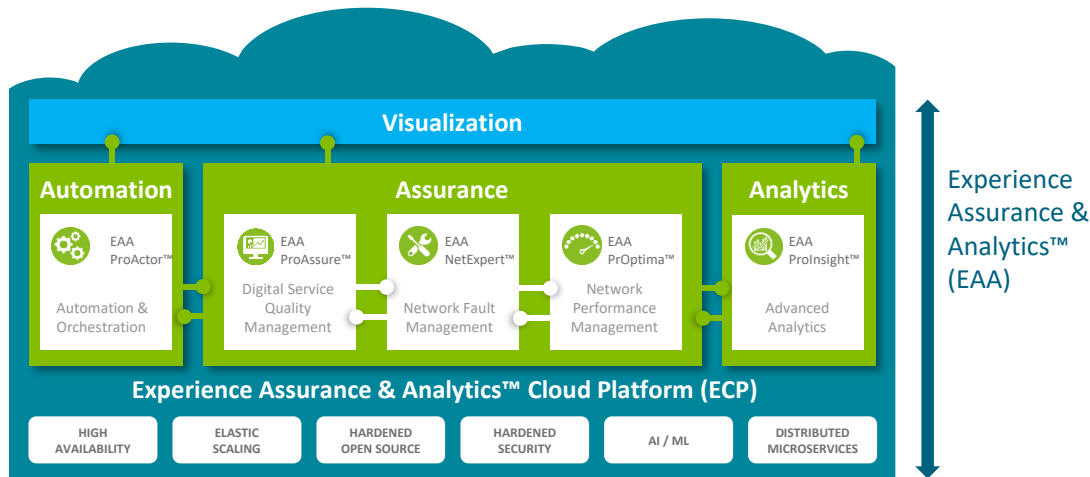 Visualization
Automation
EAA
ProActor™
Automation &
Orchestration
Assurance
EAA
ProAssure™
Digital Service
Quality
Management
EAA
NetExpert™
Network Fault
Management
EAA
PrOptima™
Network
Performance
Management
Analytics
EAA
ProInsight™
Advanced
Analytics
Experience Assurance & Analytics™ Cloud Platform (ECP)
HIGH
AVAILABILITY
ELASTIC
SCALING
HARDENED
OPEN SOURCE
HARDENED
SECURITY
AI / ML
DISTRIBUTED
MICROSERVICES
Experience
Assurance &
Analytics™
(EAA)